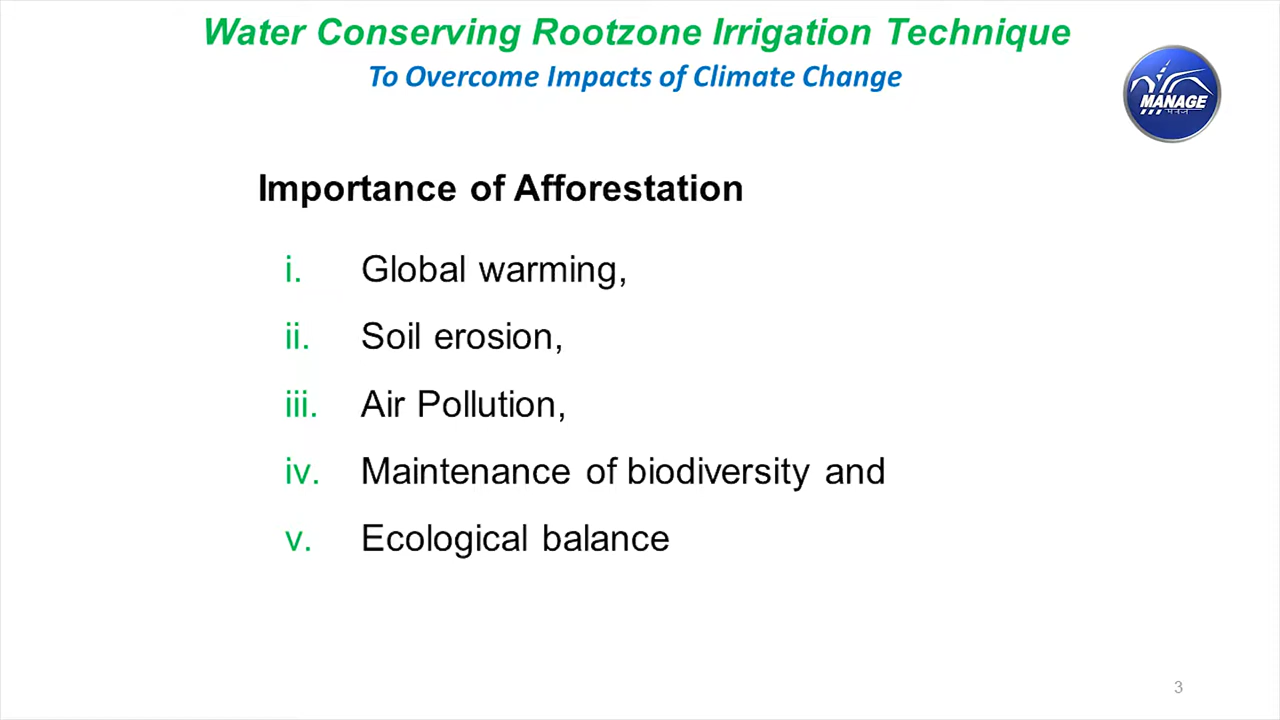 Water Conserving Rootzone Irrigation Technique
To Overcome Impacts of Climate Change
MANAGE
मैनेज
Importance of Afforestation
i. Global warming,
ii. Soil erosion,
iii. Air Pollution,
iv. Maintenance of biodiversity and
v. Ecological balance
3